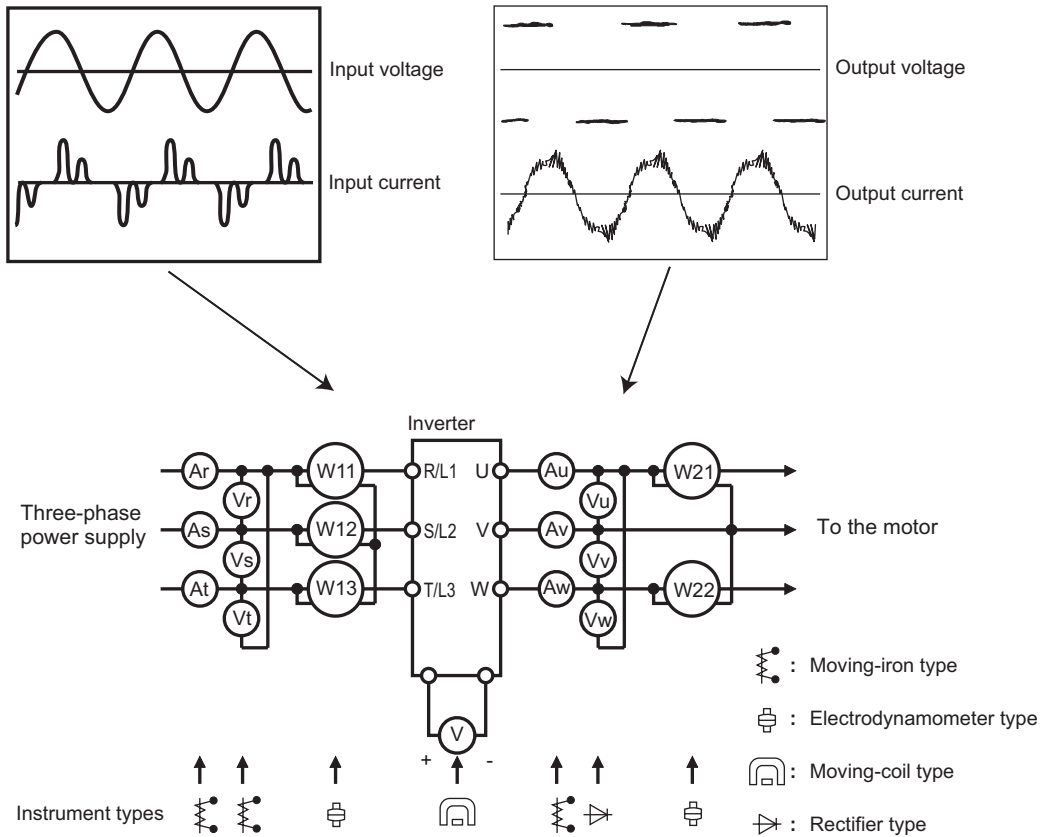 Input voltage
Input current
Output voltage
Output current
Inverter
Three-phase
power supply
Ar
As
At
Vr
Vs
Vt
W11
W12
W13
R/L1
S/L2
T/L3
U
V
W
Au
Av
Aw
Vu
Vv
Vw
W21
W22
To the motor
V
+ -
: Moving-iron type
: Electrodynamometer type
: Moving-coil type
: Rectifier type
Instrument types